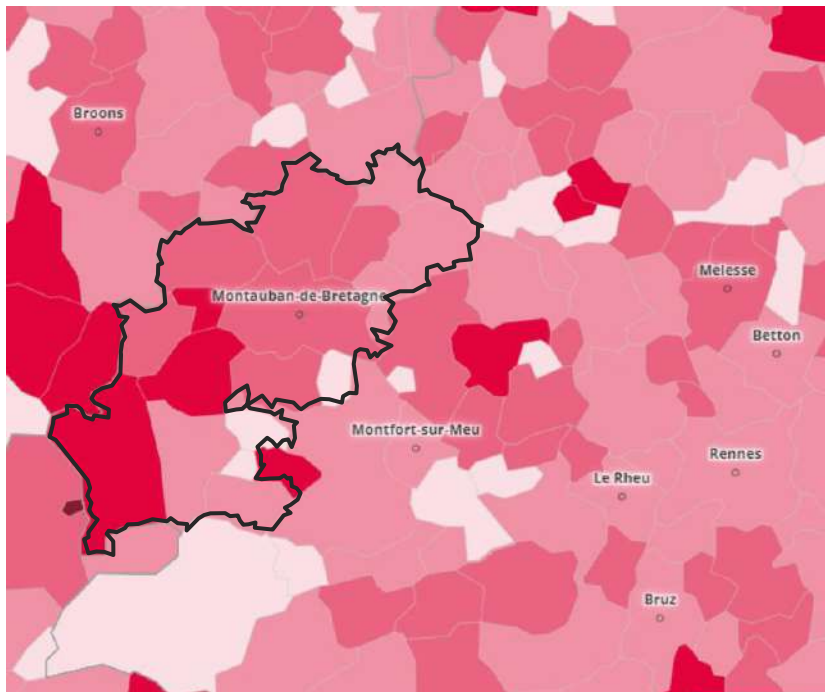 Broons
Melesse
Montauban-de-Bretagne
Betton
Montfort-sur-Meu
Rennes
Le Rheu
Bruz